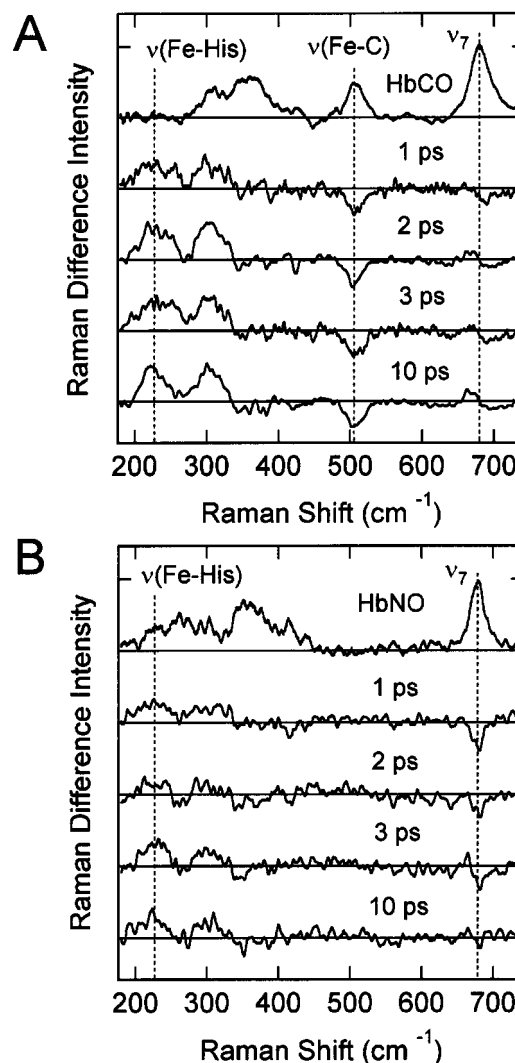 A
ν(Fe-His) ν(Fe-C) ν7
HbCO
1 ps
2 ps
3 ps
10 ps
Raman Difference Intensity
200 300 400 500 600 700
Raman Shift (cm -1)
B
ν(Fe-His) ν7
HbNO
1 ps
2 ps
3 ps
10 ps
Raman Difference Intensity
200 300 400 500 600 700
Raman Shift (cm -1)